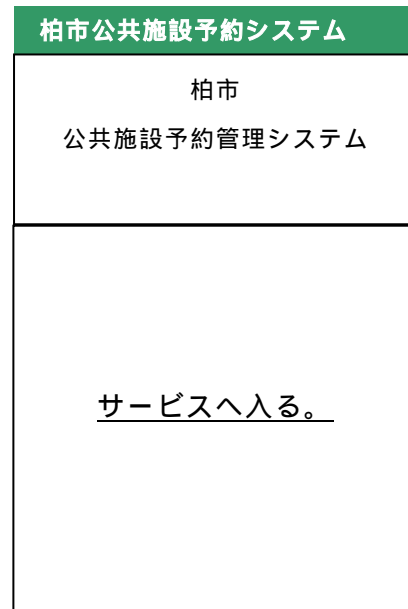 柏市公共施設予約システム
柏市
公共施設予約管理システム
サービスへ入る。